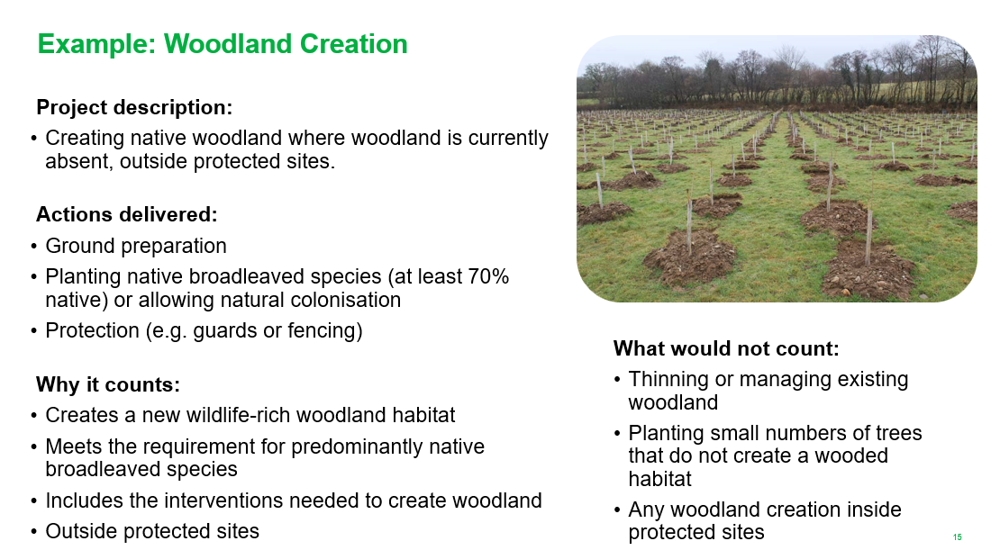 Example: Woodland Creation
Project description:
• Creating native woodland where woodland is currently
absent, outside protected sites.
Actions delivered:
• Ground preparation
• Planting native broadleaved species (at least 70%
native) or allowing natural colonisation
• Protection (e.g. guards or fencing)
Why it counts:
• Creates a new wildlife-rich woodland habitat
• Meets the requirement for predominantly native
broadleaved species
• Includes the interventions needed to create woodland
• Outside protected sites
What would not count:
• Thinning or managing existing
woodland
• Planting small numbers of trees
that do not create a wooded
habitat
• Any woodland creation inside
protected sites
15